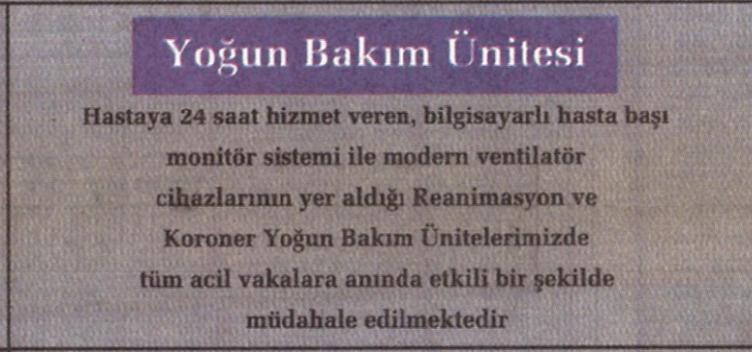 Yoğun Bakım Ünitesi
Hastaya 24 saat hizmet veren, bilgisayarlı hasta başı
monitör sistemi ile modern ventilatör
cihazlarının yer aldığı Reanimasyon ve
Koroner Yoğun Bakım Ünitelerimizde
tüm acil vakalara anında etkili bir şekilde
müdahale edilmektedir